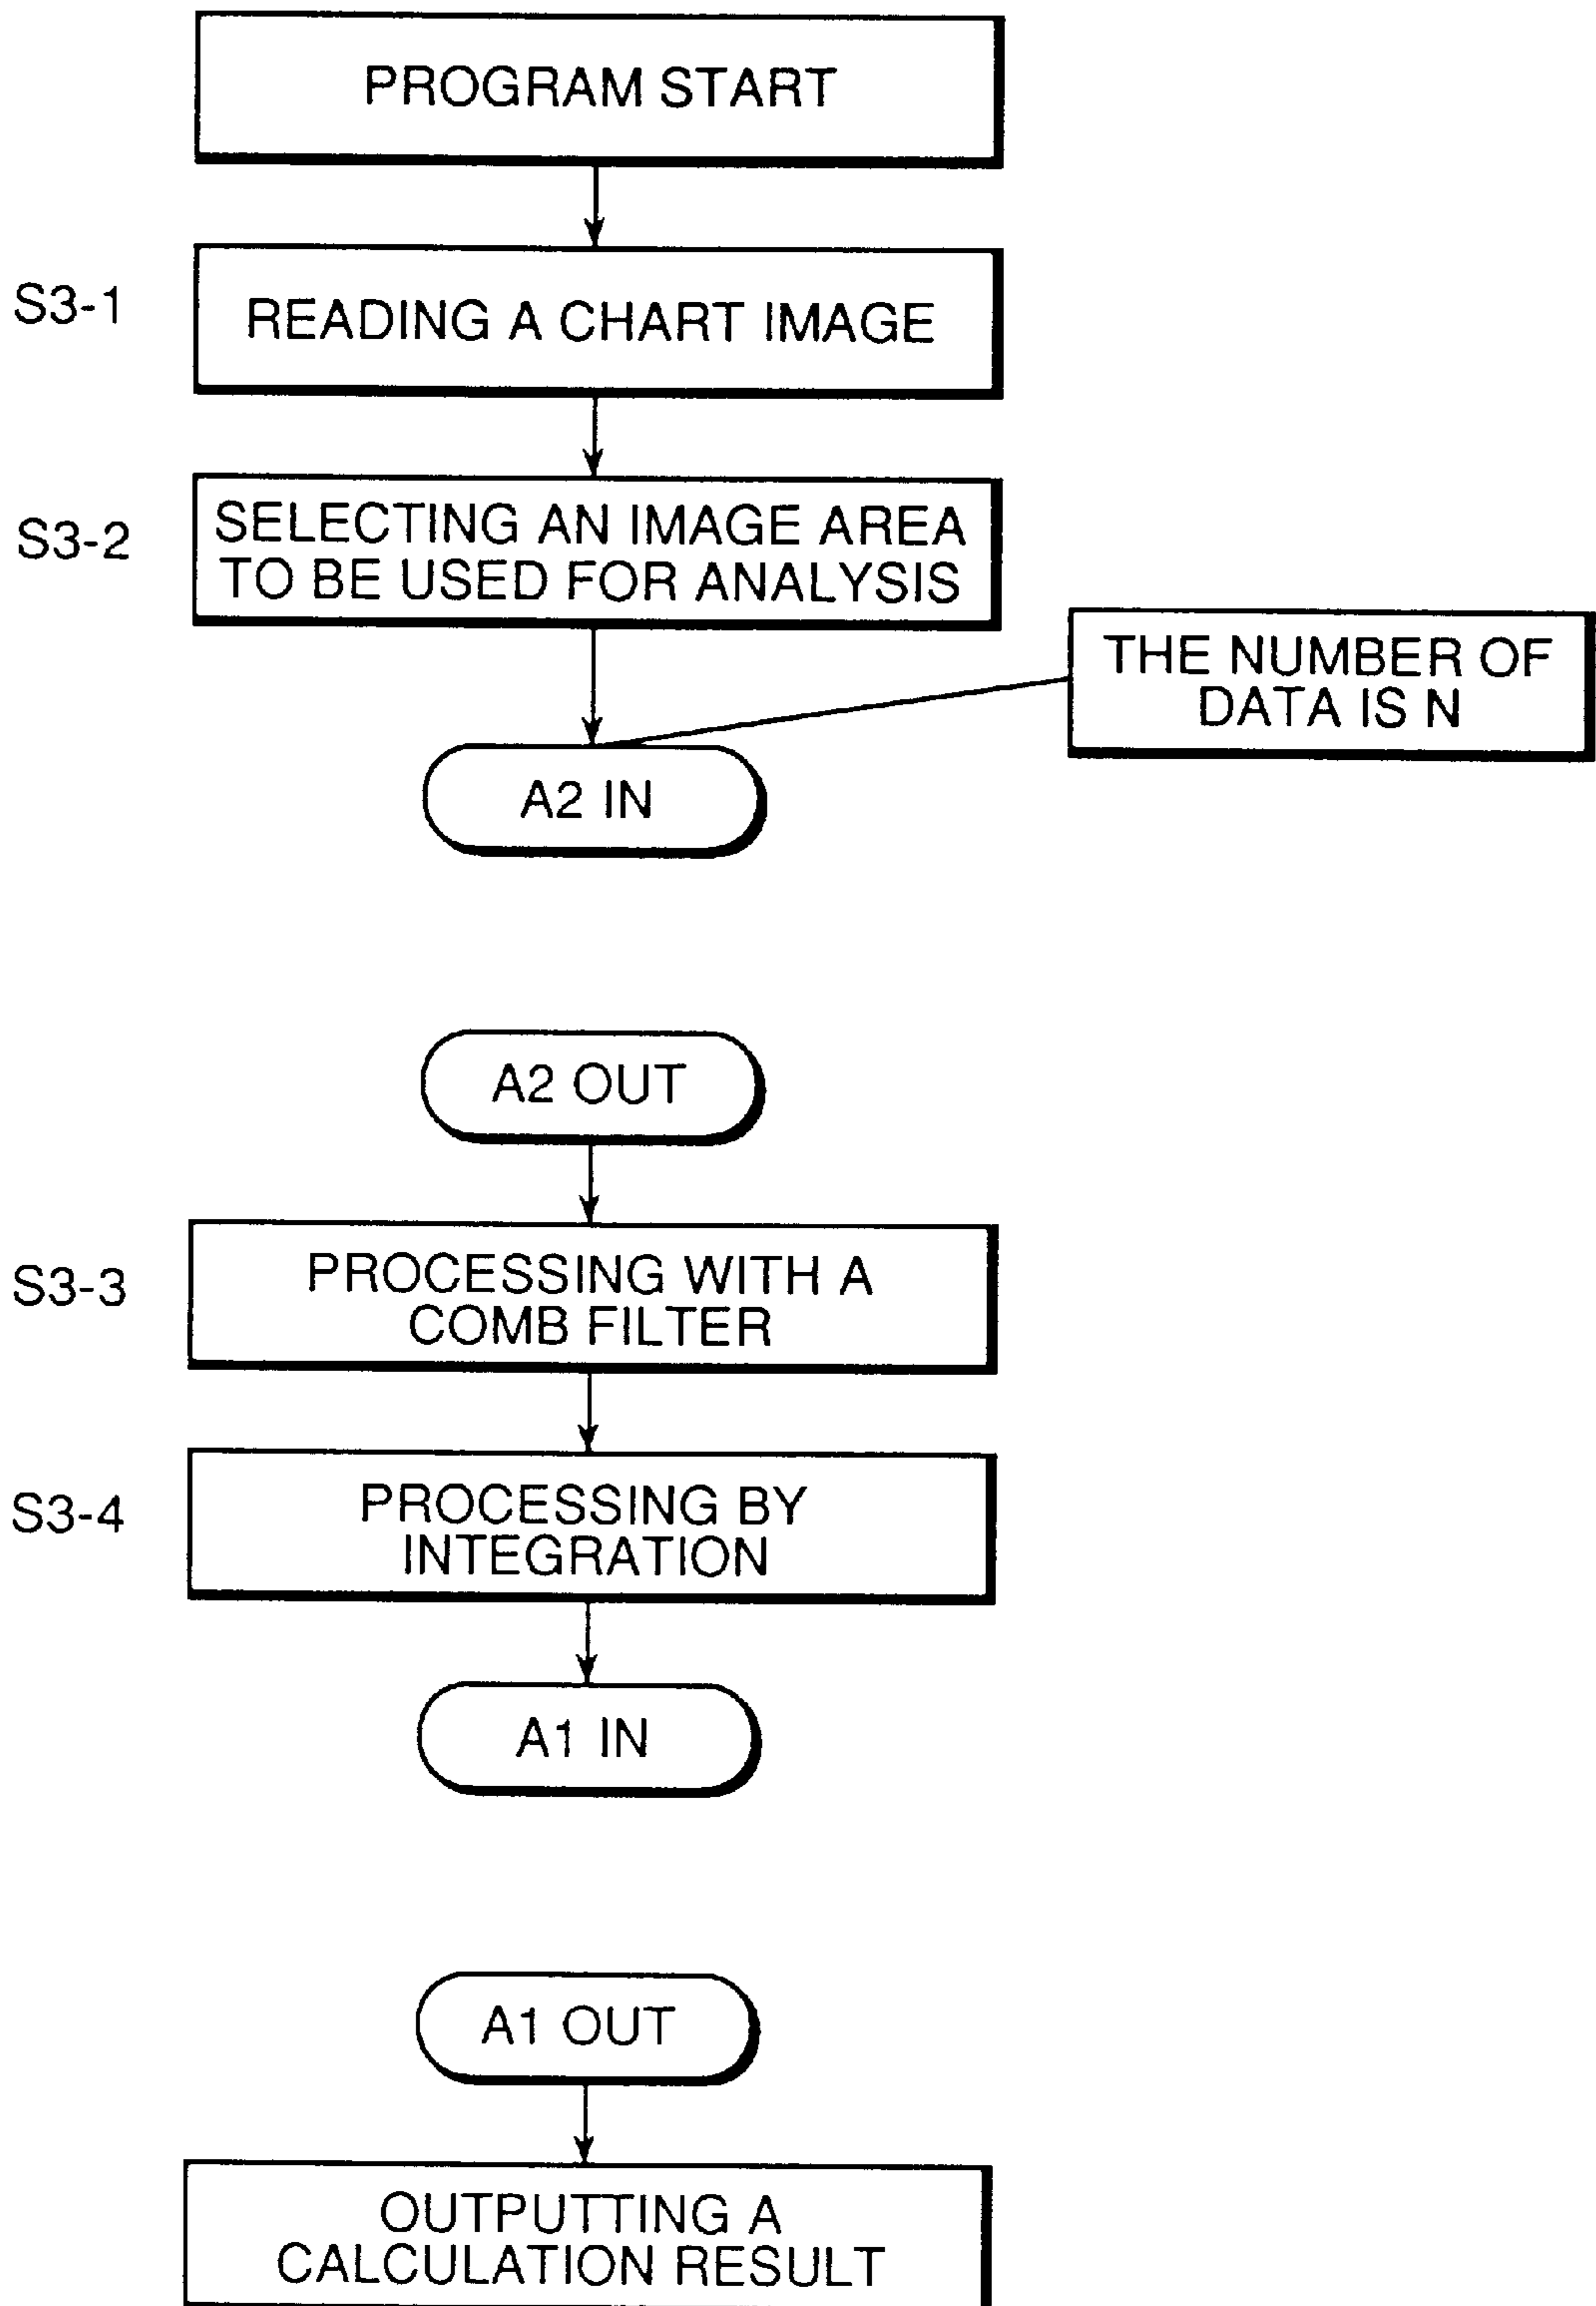 PROGRAM START
S3-1
READING A CHART IMAGE
S3-2
SELECTING AN IMAGE AREA
TO BE USED FOR ANALYSIS
THE NUMBER OF
DATA IS N
A2 IN
A2 OUT
S3-3
PROCESSING WITH A
COMB FILTER
S3-4
PROCESSING BY
INTEGRATION
A1 IN
A1 OUT
OUTPUTTING A
CALCULATION RESULT